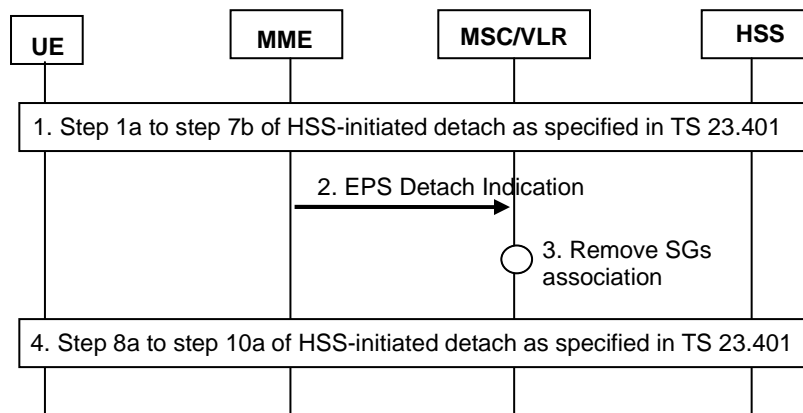 UE
MME
MSC/VLR
HSS
1. Step 1a to step 7b of HSS-initiated detach as specified in TS 23.401
2. EPS Detach Indication
3. Remove SGs
association
4. Step 8a to step 10a of HSS-initiated detach as specified in TS 23.401